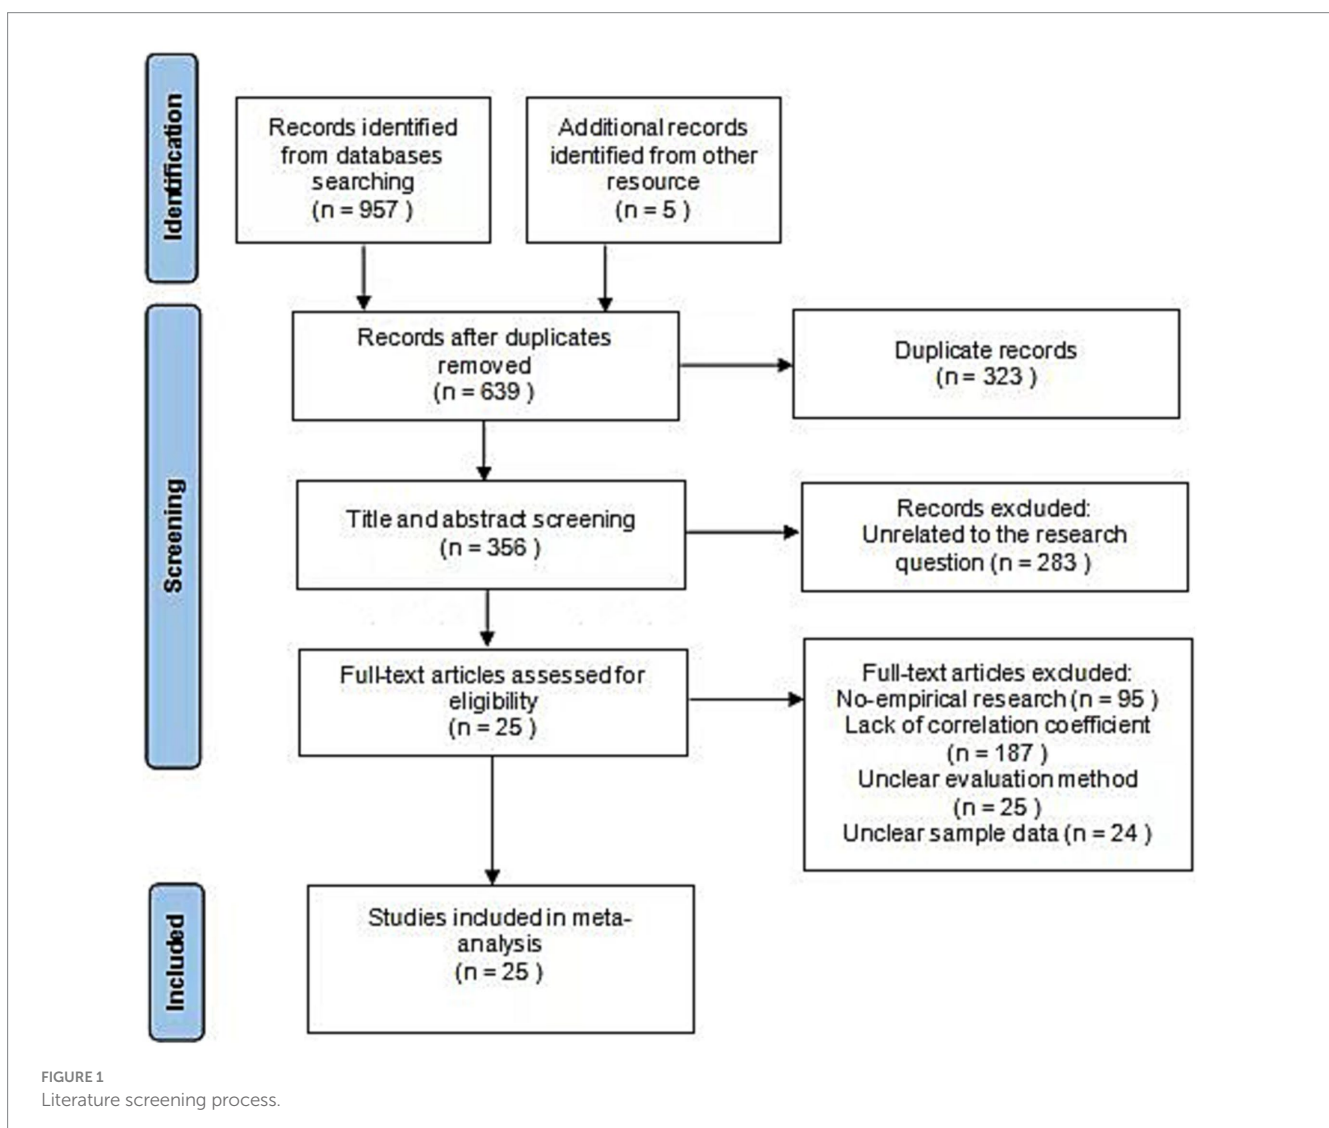 Identification
Records identified
from databases
searching
(n = 957 )
Additional records
identified from other
resource
(n = 5 )
Screening
Records after duplicates
removed
(n = 639 )
Duplicate records
(n = 323 )
Title and abstract screening
(n = 356 )
Records excluded:
Unrelated to the research
question (n = 283 )
Full-text articles assessed for
eligibility
(n = 25 )
Full-text articles excluded:
No-empirical research (n = 95 )
Lack of correlation coefficient
(n = 187 )
Unclear evaluation method
(n = 25 )
Unclear sample data (n = 24 )
Included
Studies included in meta-
analysis
(n = 25 )
FIGURE 1
Literature screening process.